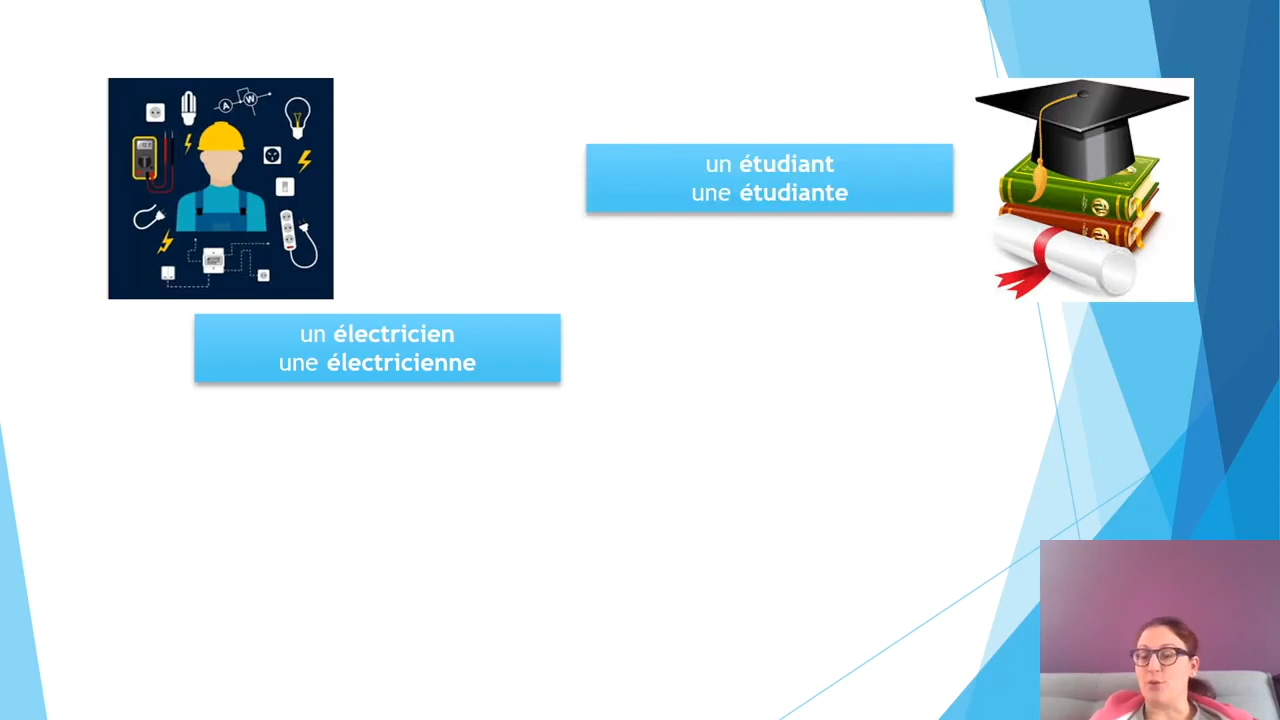 un étudiant
une étudiante
un électricien
une électricienne
A
W